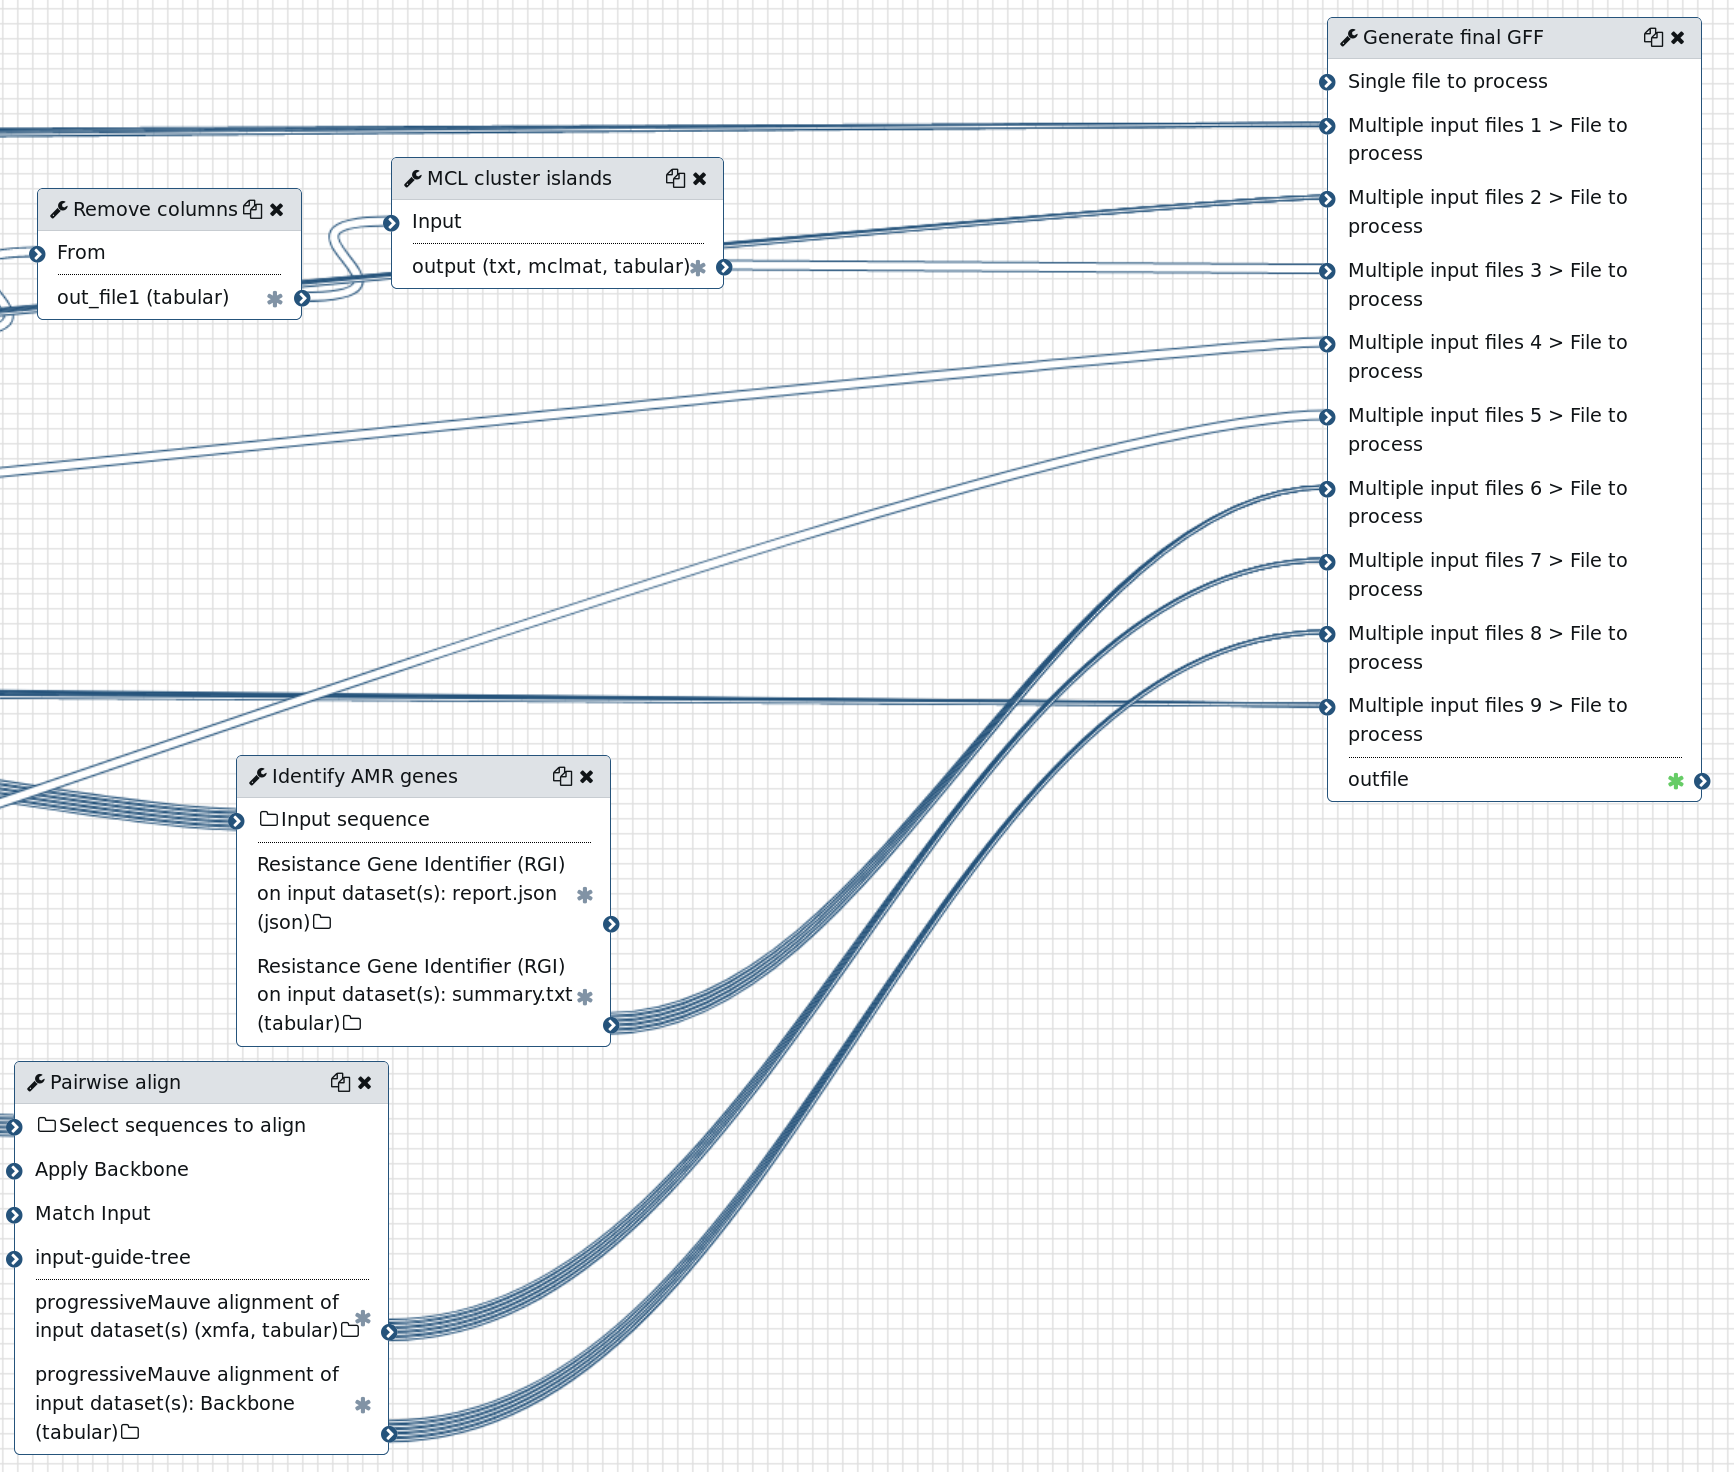 Generate final GFF
Single file to process
Multiple input files 1 > File to
process
Multiple input files 2 > File to
process
Multiple input files 3 > File to
process
Multiple input files 4 > File to
process
Multiple input files 5 > File to
process
Multiple input files 6 > File to
process
Multiple input files 7 > File to
process
Multiple input files 8 > File to
process
Multiple input files 9 > File to
process
outfile
MCL cluster islands
Input
output (txt, mclmat, tabular)
Remove columns
From
out_file1 (tabular)
Identify AMR genes
Input sequence
Resistance Gene Identifier (RGI)
on input dataset(s): report.json
(json)
Resistance Gene Identifier (RGI)
on input dataset(s): summary.txt
(tabular)
Pairwise align
Select sequences to align
Apply Backbone
Match Input
input-guide-tree
progressiveMauve alignment of
input dataset(s) (xmfa, tabular)
progressiveMauve alignment of
input dataset(s): Backbone
(tabular)